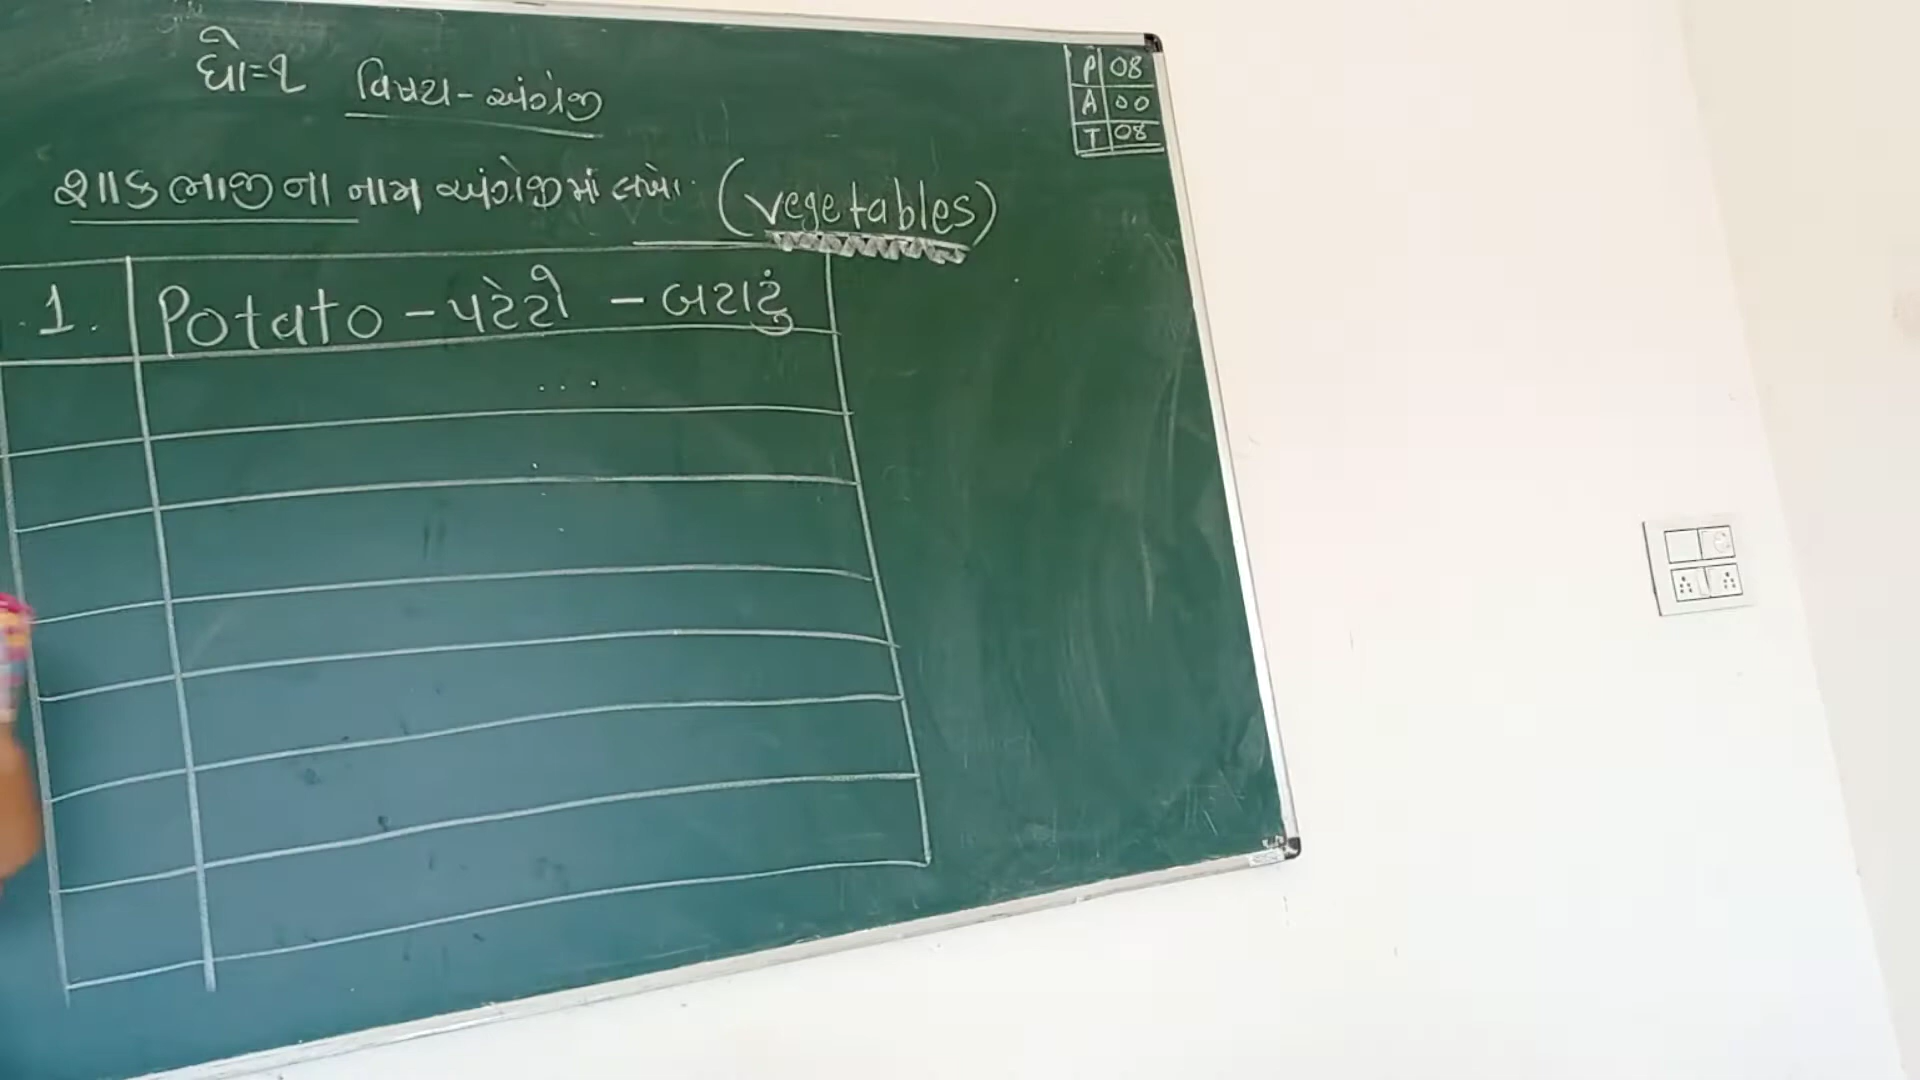 ધો=૨ વિષય - અંગ્રેજી
P 08
A 00
T 08
શાકભાજીના નામ અંગ્રેજીમાં લખો. (vegetables)
1. Potato - પટેટો - બટાટું